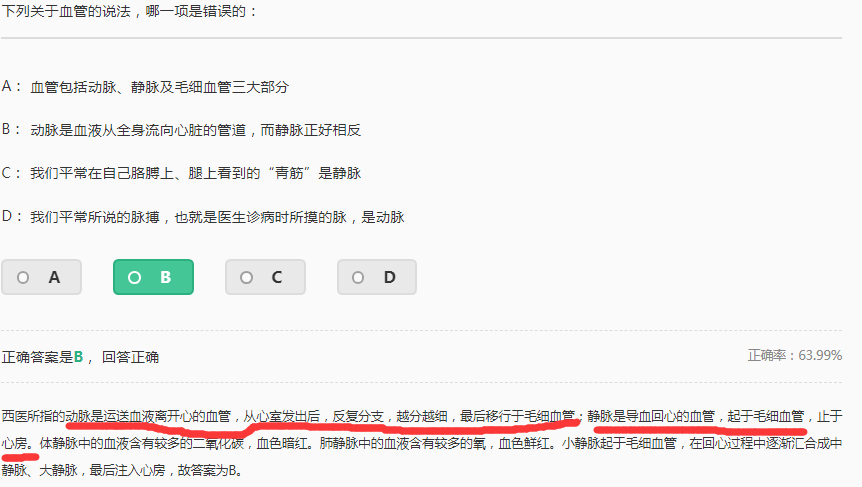 下列关于血管的说法，哪一项是错误的：
A： 血管包括动脉、静脉及毛细血管三大部分
B： 动脉是血液从全身流向心脏的管道，而静脉正好相反
C： 我们平常在自己胳膊上、腿上看到的“青筋”是静脉
D： 我们平常所说的脉搏，也就是医生诊病时所摸的脉，是动脉
A B C D
正确答案是B， 回答正确 正确率：63.99%
西医所指的动脉是运送血液离开心的血管，从心室发出后，反复分支，越分越细，最后移行于毛细血管；静脉是导血回心的血管，起于毛细血管，止于
心房。体静脉中的血液含有较多的二氧化碳，血色暗红。肺静脉中的血液含有较多的氧，血色鲜红。小静脉起于毛细血管，在回心过程中逐渐汇合成中
静脉、大静脉，最后注入心房，故答案为B。